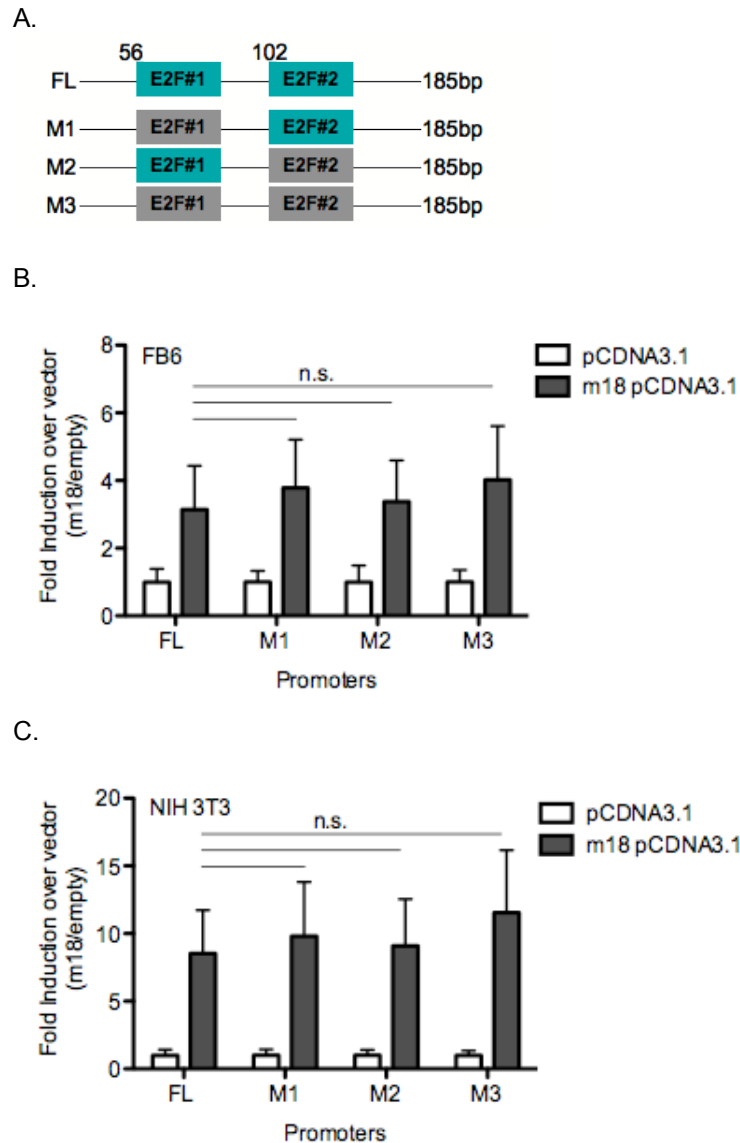 A.
56 102
FL E2F#1 E2F#2 185bp
M1 E2F#1 E2F#2 185bp
M2 E2F#1 E2F#2 185bp
M3 E2F#1 E2F#2 185bp
B.
Fold Induction over vector
(m18/empty)
8
6
4
2
0
FB6
n.s.
pCDNA3.1
m18 pCDNA3.1
FL M1 M2 M3
Promoters
C.
Fold Induction over vector
(m18/empty)
20
15
10
5
0
NIH 3T3
n.s.
pCDNA3.1
m18 pCDNA3.1
FL M1 M2 M3
Promoters